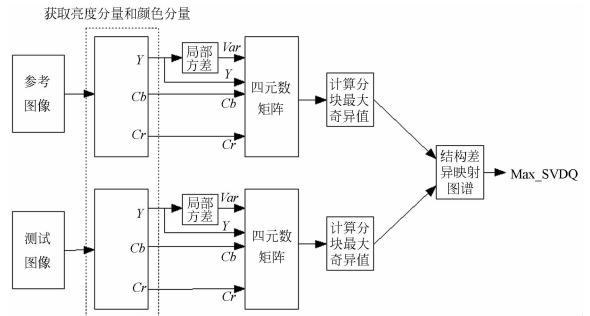 获取亮度分量和颜色分量
参考
图像
Y
Cb
Cr
局部
方差
Var
Y
Cb
Cr
四元数
矩阵
计算分
块最大
奇异值
结构差
异映射
图谱
Max_SVDQ
测试
图像
Y
Cb
Cr
局部
方差
Var
Y
Cb
Cr
四元数
矩阵
计算分
块最大
奇异值